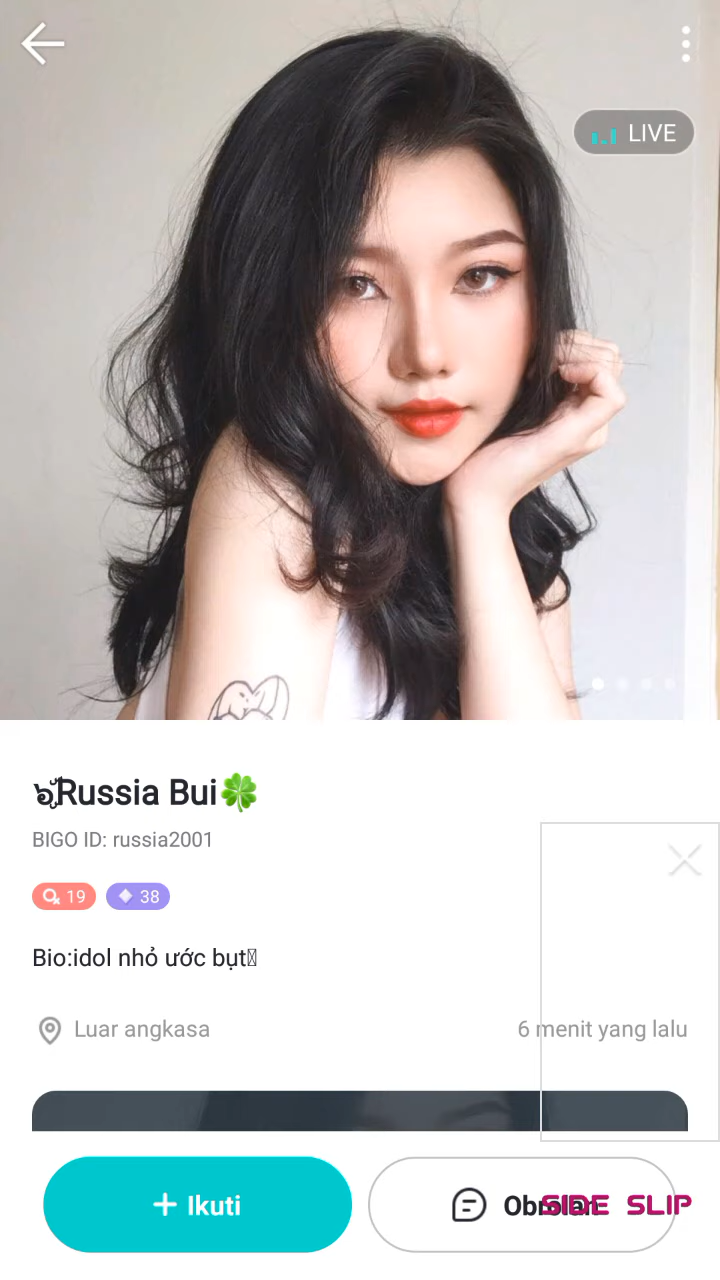 LIVE
ꦿRussia Bui🍀
BIGO ID: russia2001
19 38
Bio:idol nhỏ ước bụt
Luar angkasa
6 menit yang lalu
+ Ikuti
Obrolan
SIDE SLIP